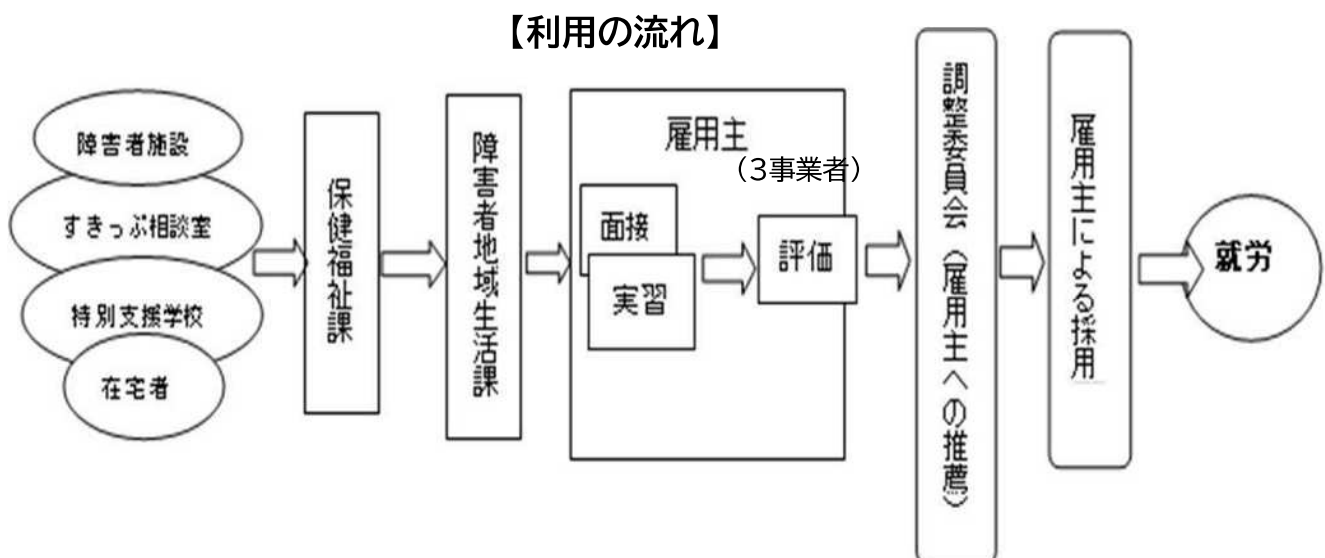 【利用の流れ】
障害者施設
すきっぷ相談室
特別支援学校
在宅者
保健福祉課
障害者地域生活課
雇用主
（3事業者）
面接
実習
評価
調整委員会（雇用主への推薦）
雇用主による採用
就労